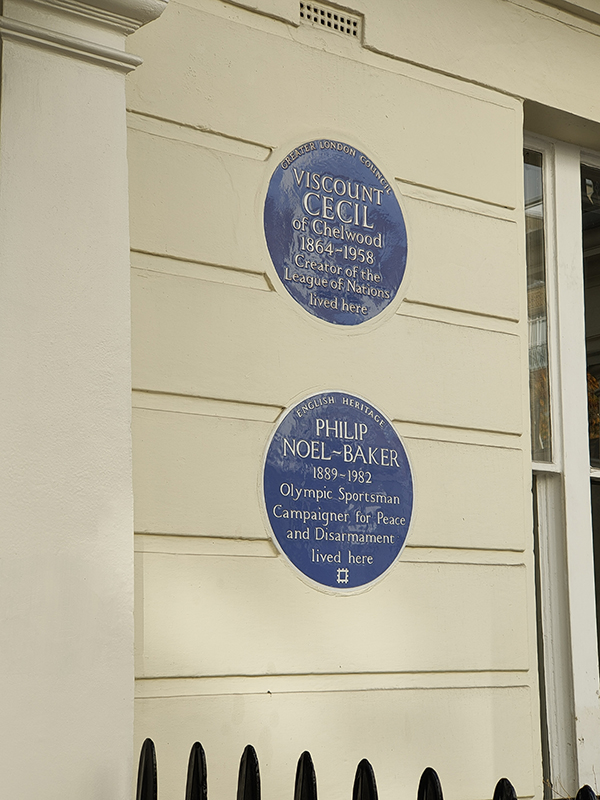 GREATER LONDON COUNCIL
VISCOUNT
CECIL
of Chelwood
1864~1958
Creator of the
League of Nations
lived here
ENGLISH HERITAGE
PHILIP
NOEL~BAKER
1889~1982
Olympic Sportsman
Campaigner for Peace
and Disarmament
lived here